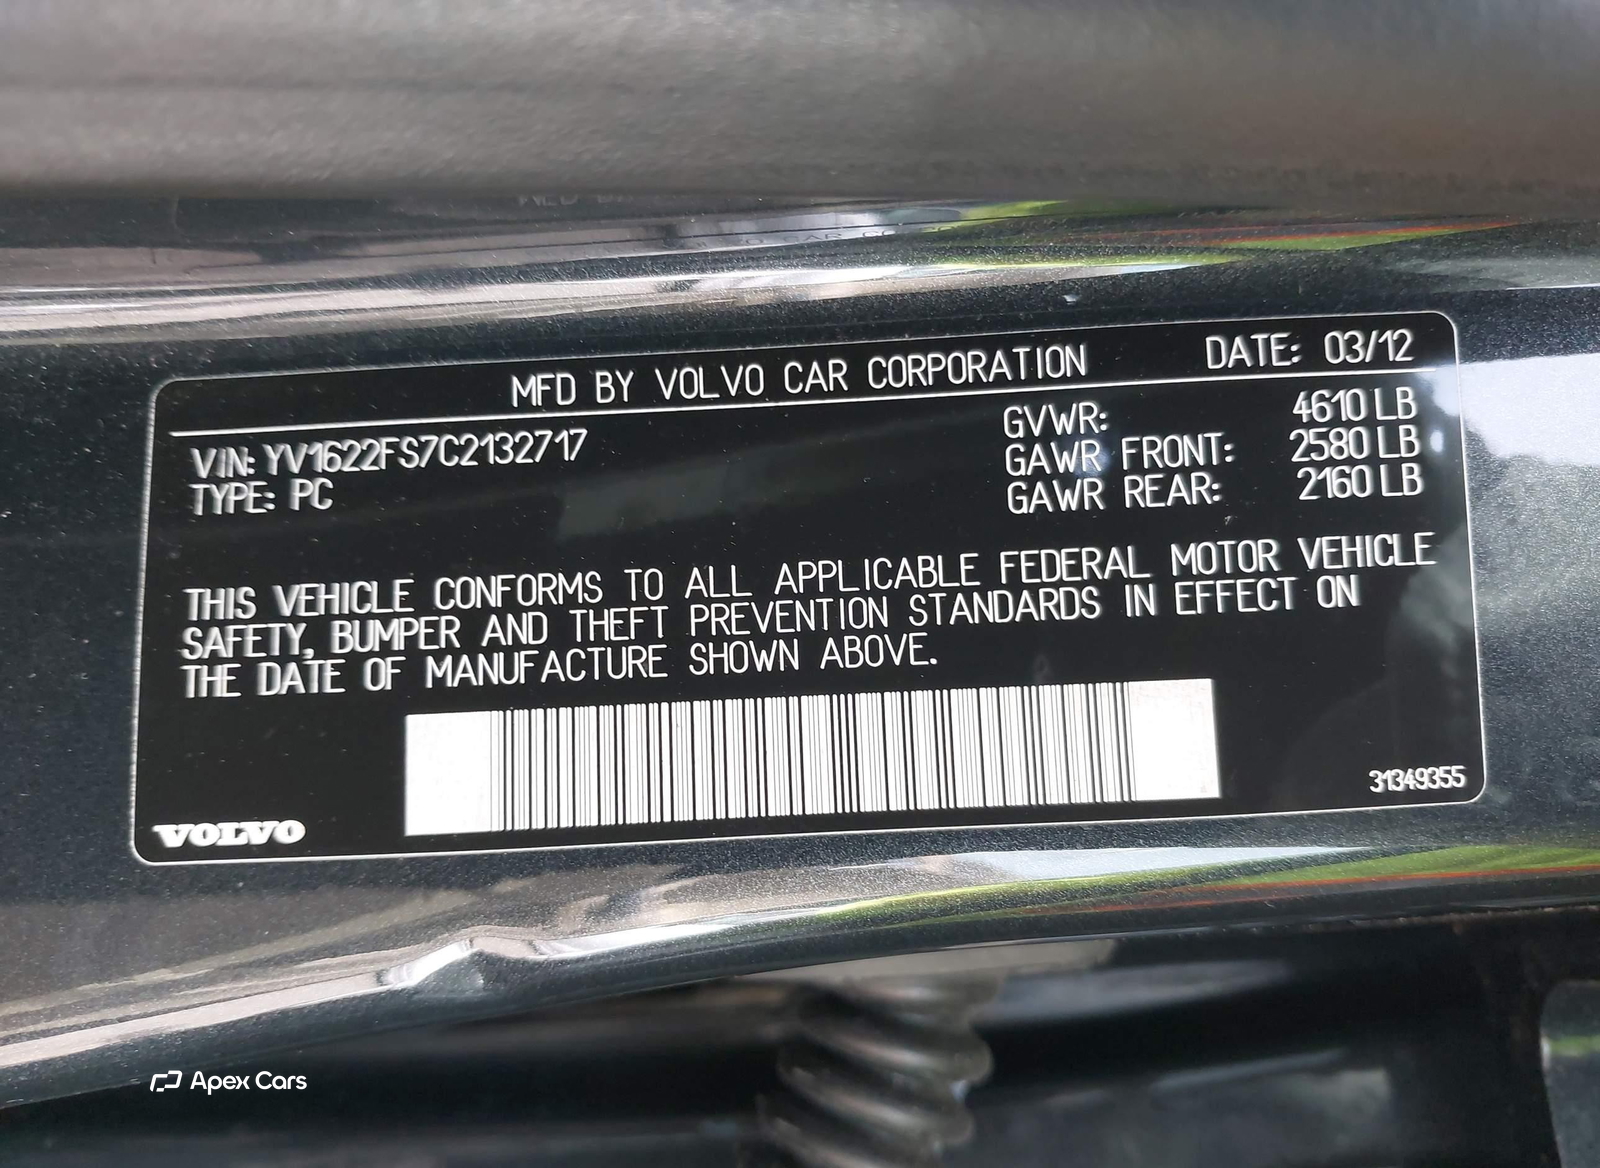 MFD BY VOLVO CAR CORPORATION DATE: 03/12
VIN: YV1622FS7C2132717
TYPE: PC
GVWR: 4610 LB
GAWR FRONT: 2580 LB
GAWR REAR: 2160 LB
THIS VEHICLE CONFORMS TO ALL APPLICABLE FEDERAL MOTOR VEHICLE
SAFETY, BUMPER AND THEFT PREVENTION STANDARDS IN EFFECT ON
THE DATE OF MANUFACTURE SHOWN ABOVE.
31349355
VOLVO
Apex Cars